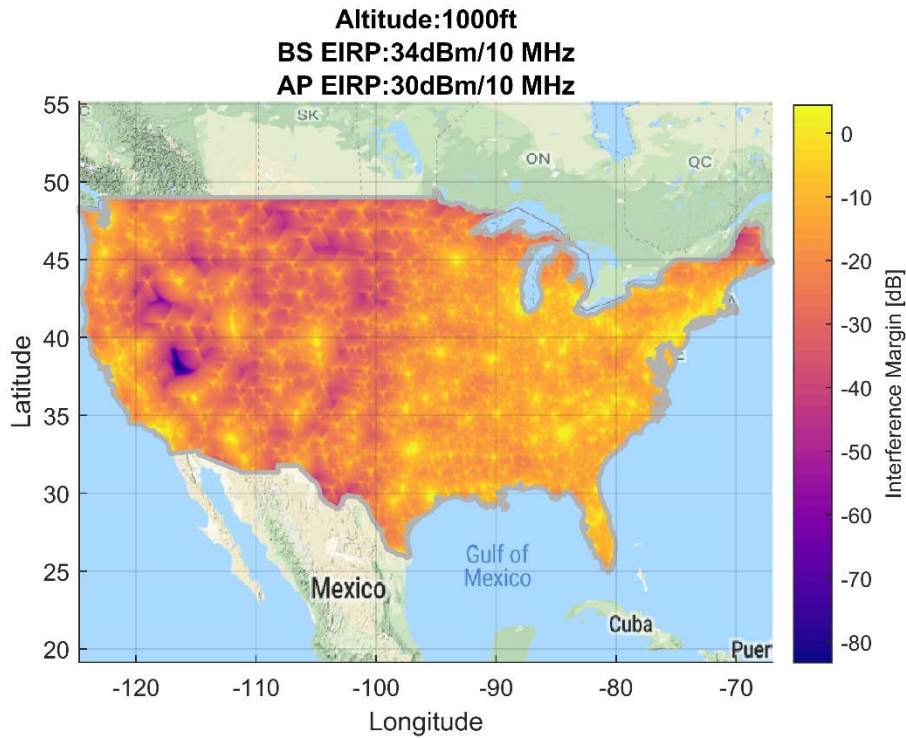 Altitude:1000ft
BS EIRP:34dBm/10 MHz
AP EIRP:30dBm/10 MHz
55
50
45
40
35
30
25
20
Latitude
C
SK
ON
QC
Gulf of
Mexico
Mexico
Cuba
Puer
-120
-110
-100
-90
-80
-70
Longitude
0
-10
-20
-30
-40
-50
-60
-70
-80
Interference Margin [dB]